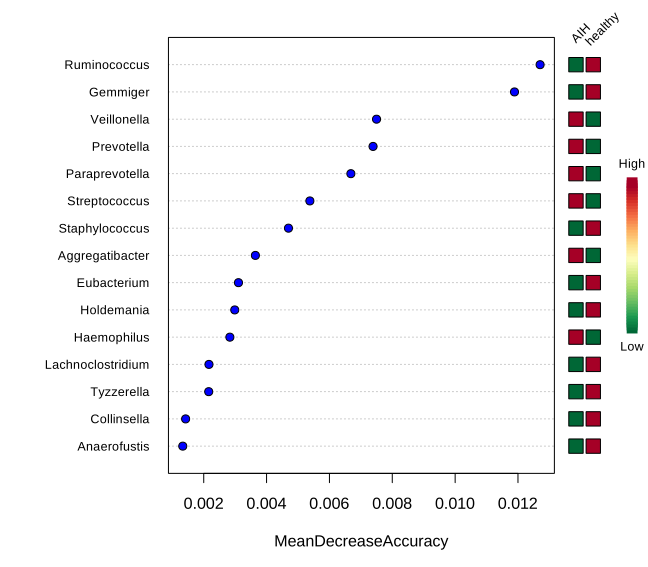 AIH
healthy
Ruminococcus
Gemmiger
Veillonella
Prevotella
Paraprevotella
Streptococcus
Staphylococcus
Aggregatibacter
Eubacterium
Holdemania
Haemophilus
Lachnoclostridium
Tyzzerella
Collinsella
Anaerofustis
High
Low
0.002 0.004 0.006 0.008 0.010 0.012
MeanDecreaseAccuracy